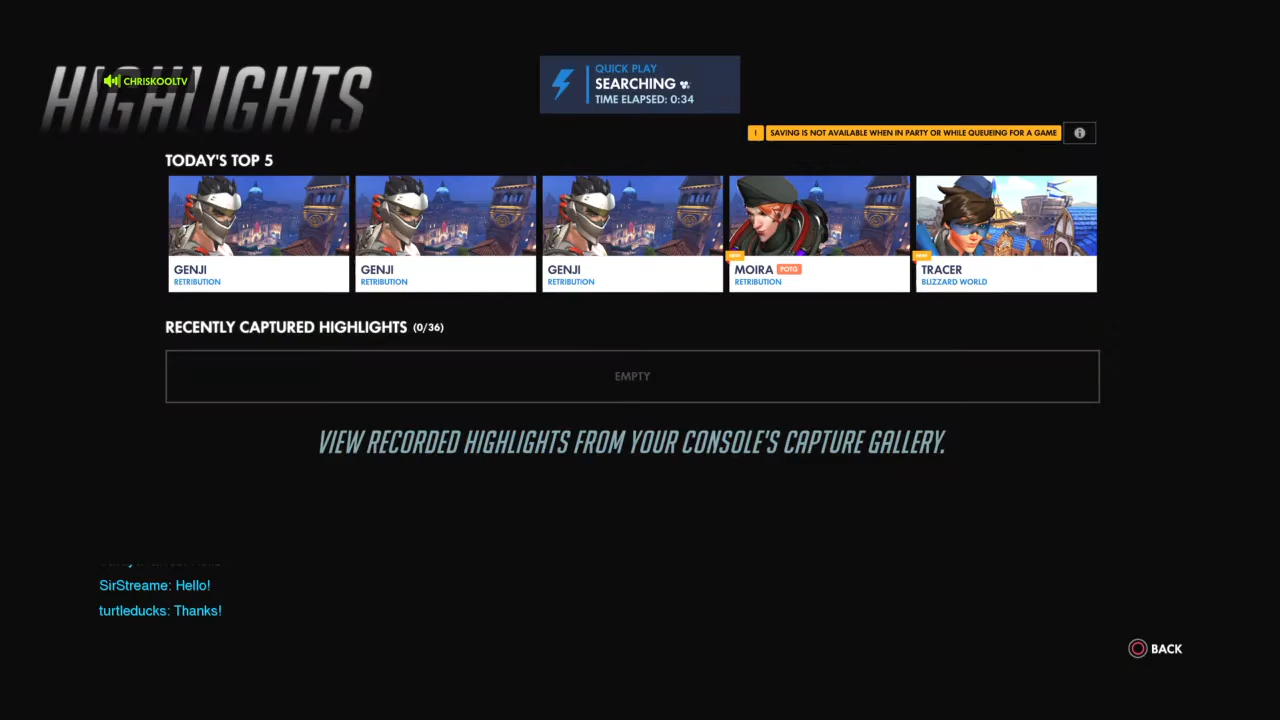 HIGHLIGHTS
CHRISKOOLTV
QUICK PLAY
SEARCHING
TIME ELAPSED: 0:34
! SAVING IS NOT AVAILABLE WHEN IN PARTY OR WHILE QUEUEING FOR A GAME
TODAY'S TOP 5
GENJI
RETRIBUTION
GENJI
RETRIBUTION
GENJI
RETRIBUTION
NEW!
MOIRA POTG
RETRIBUTION
NEW!
TRACER
BLIZZARD WORLD
RECENTLY CAPTURED HIGHLIGHTS (0/36)
EMPTY
VIEW RECORDED HIGHLIGHTS FROM YOUR CONSOLE'S CAPTURE GALLERY.
SirStreame: Hello!
turtleducks: Thanks!
BACK